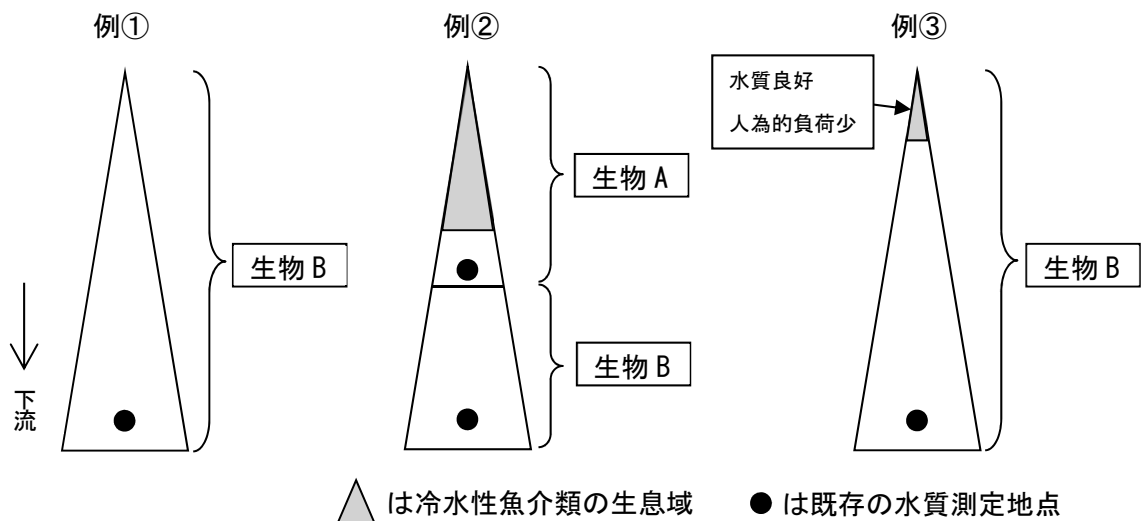 例①
例②
例③
水質良好
人為的負荷少
生物 A
生物 B
生物 B
生物 B
下流
は冷水性魚介類の生息域
は既存の水質測定地点